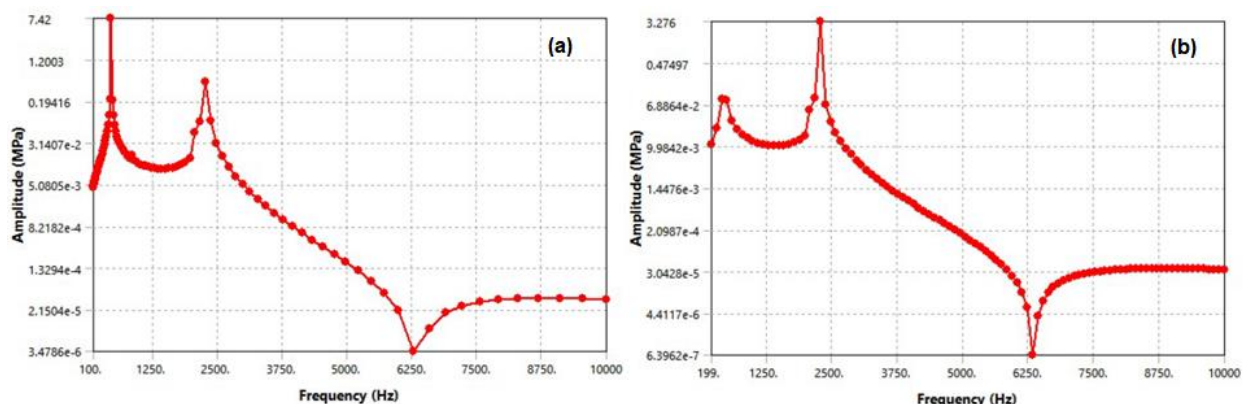 (a)
Amplitude (MPa)
7.42
1.2003
0.19416
3.1407e-2
5.0805e-3
8.2182e-4
1.3294e-4
2.1504e-5
3.4786e-6
100. 1250. 2500. 3750. 5000. 6250. 7500. 8750. 10000
Frequency (Hz)
(b)
Amplitude (MPa)
3.276
0.47497
6.8864e-2
9.9842e-3
1.4476e-3
2.0987e-4
3.0428e-5
4.4117e-6
6.3962e-7
199. 1250. 2500. 3750. 5000. 6250. 7500. 8750. 10000
Frequency (Hz)